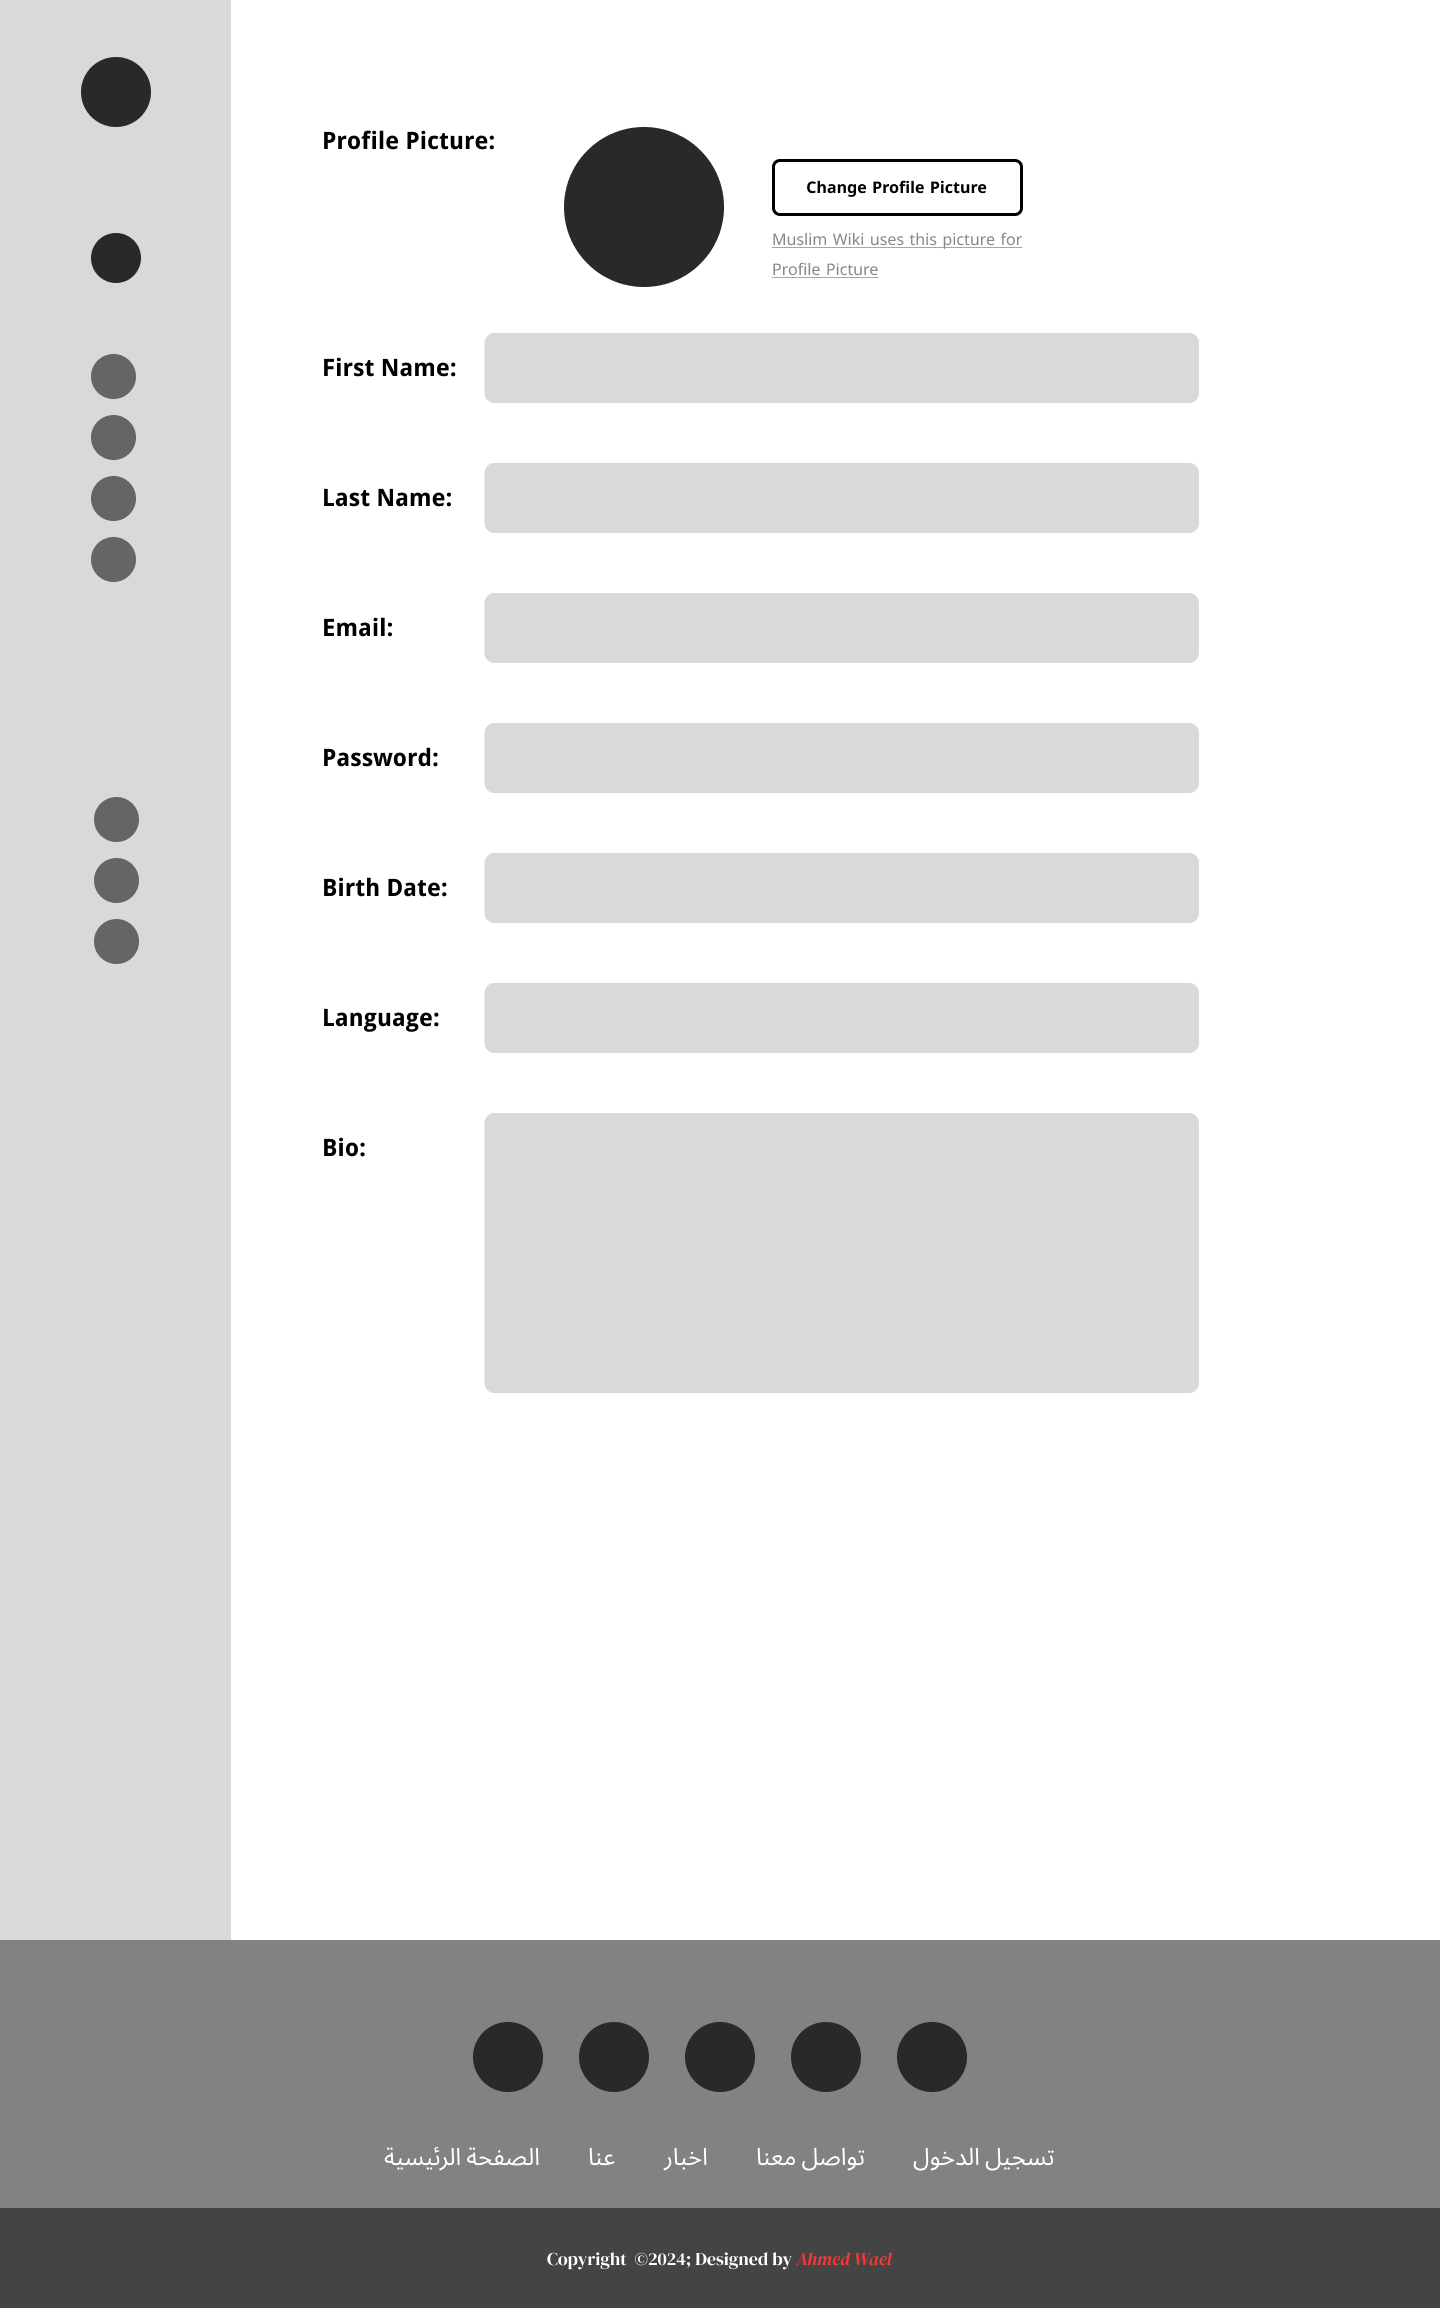 Profile Picture:
Change Profile Picture
Muslim Wiki uses this picture for
Profile Picture
First Name:
Last Name:
Email:
Password:
Birth Date:
Language:
Bio:
الصفحة الرئيسية عنا اخبار تواصل معنا تسجيل الدخول
Copyright ©2024; Designed by Ahmed Wael